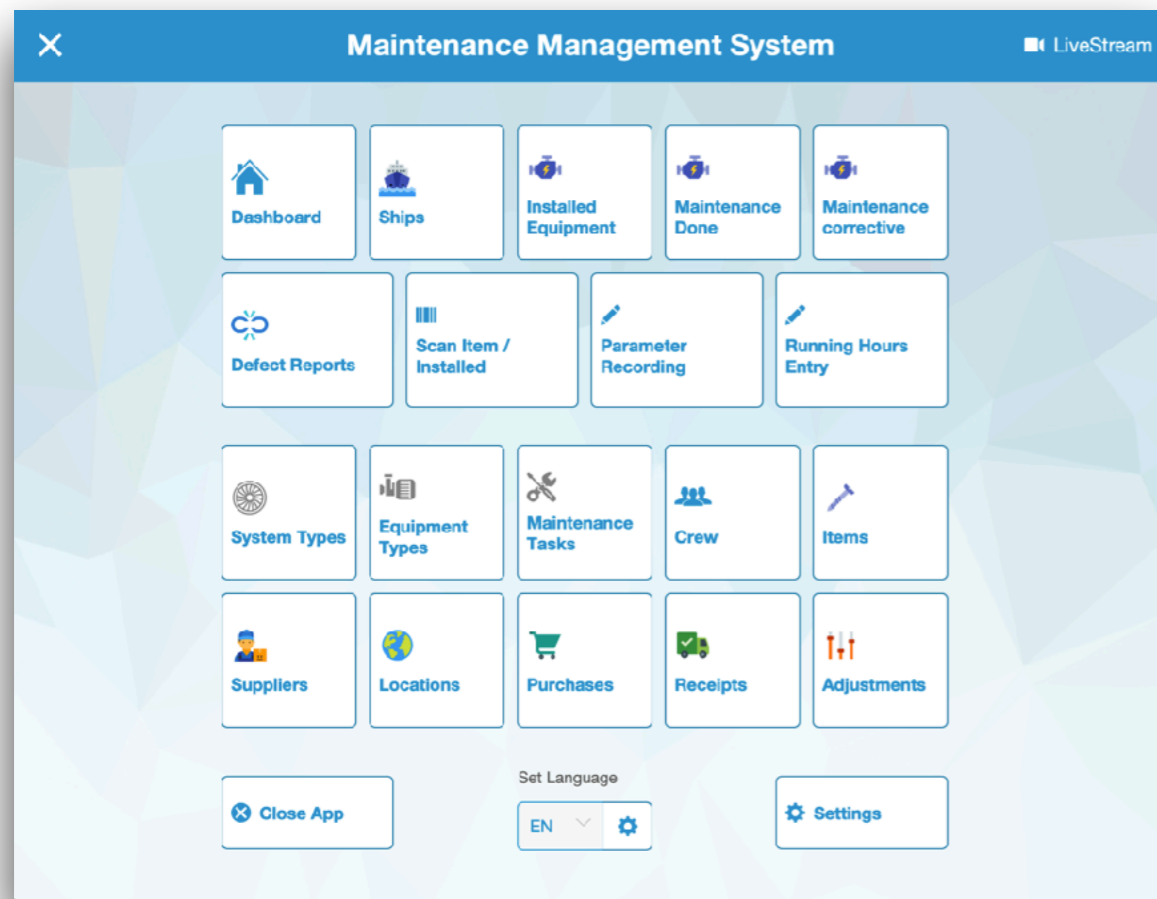 Maintenance Management System
LiveStream
Dashboard
Ships
Installed
Equipment
Maintenance
Done
Maintenance
corrective
Defect Reports
Scan Item /
Installed
Parameter
Recording
Running Hours
Entry
System Types
Equipment
Types
Maintenance
Tasks
Crew
Items
Suppliers
Locations
Purchases
Receipts
Adjustments
Close App
Set Language
EN
Settings